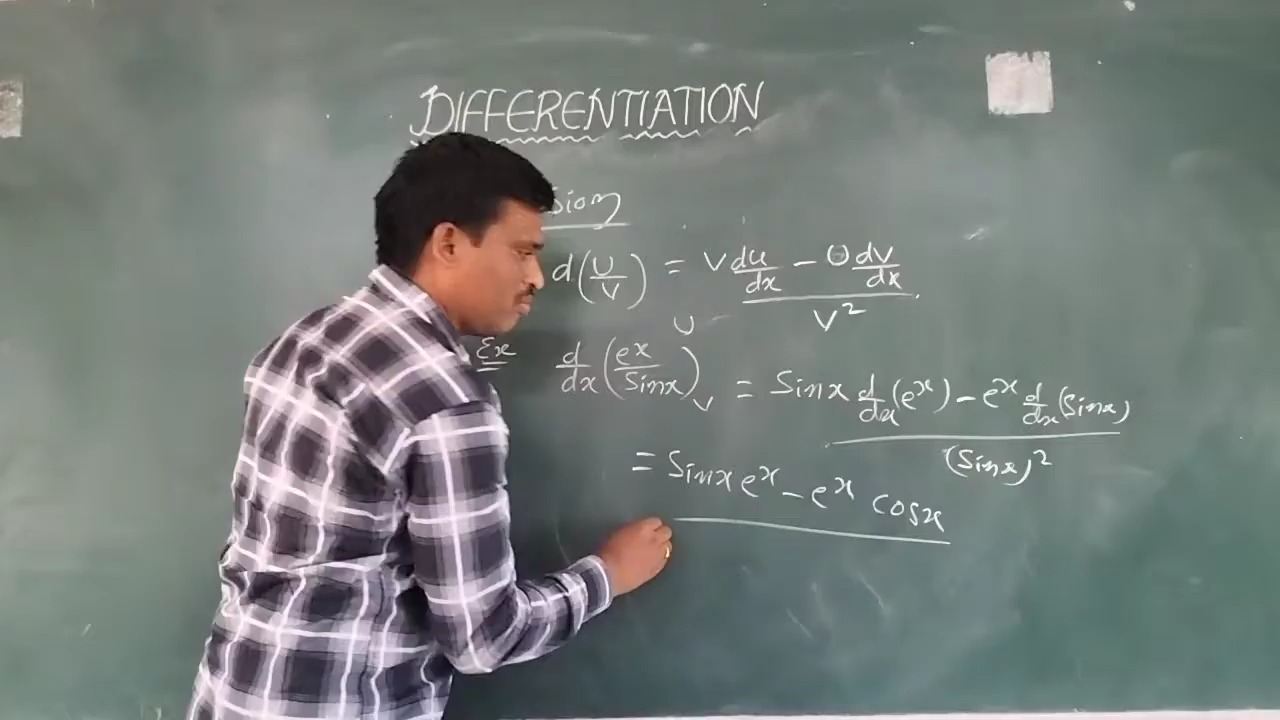 DIFFERENTIATION
sion
d(U/V) = V du/dx - U dv/dx / V²
Ex d/dx (e^x/Sinx) U V = Sinx d/dx (e^x) - e^x d/dx (Sinx) / (Sinx)²
= Sinx e^x - e^x cosx